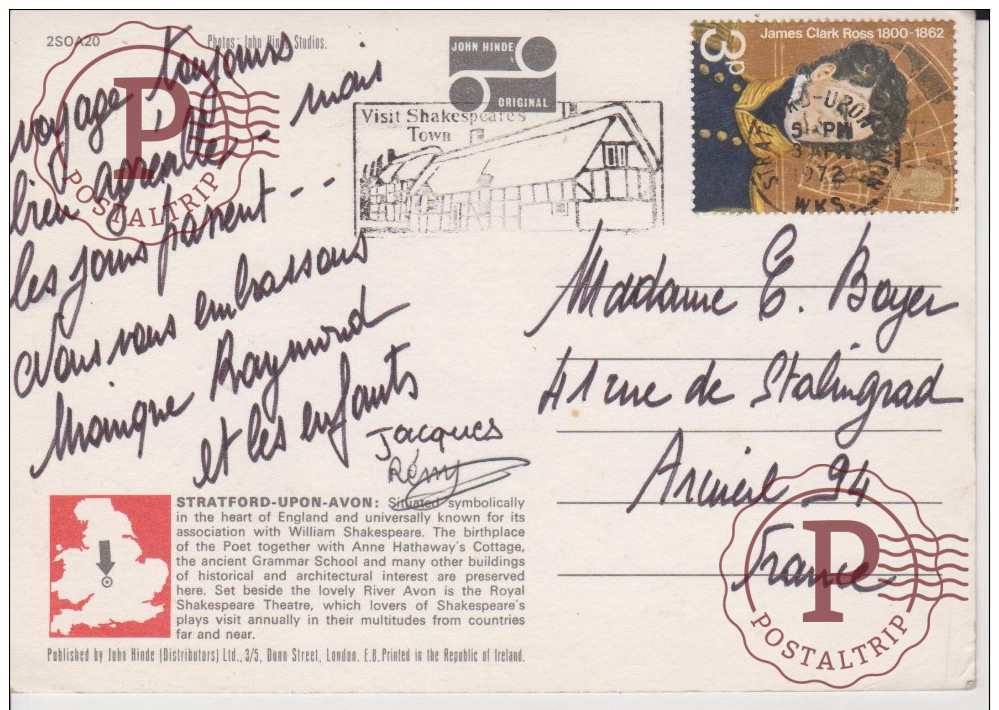 2SOA20
Photos: John Hinde Studios.
JOHN HINDE
ORIGINAL
Visit Shakespeare's
Town
3p
James Clark Ross 1800-1862
5-PM
1972
WKS.
voyage toujours
bien agréable - mais
les jours passent - - -
Nous vous embrassons
Monique Raymond
et les enfants
Jacques
Rémy
Madame E. Boyer
41 rue de Stalingrad
Arcueil 94
France
STRATFORD-UPON-AVON: Situated symbolically
in the heart of England and universally known for its
association with William Shakespeare. The birthplace
of the Poet together with Anne Hathaway's Cottage,
the ancient Grammar School and many other buildings
of historical and architectural interest are preserved
here. Set beside the lovely River Avon is the Royal
Shakespeare Theatre, which lovers of Shakespeare's
plays visit annually in their multitudes from countries
far and near.
Published by John Hinde (Distributors) Ltd., 3/5, Dunn Street, London. E.8. Printed in the Republic of Ireland.
P
POSTALTRIP
P
POSTALTRIP